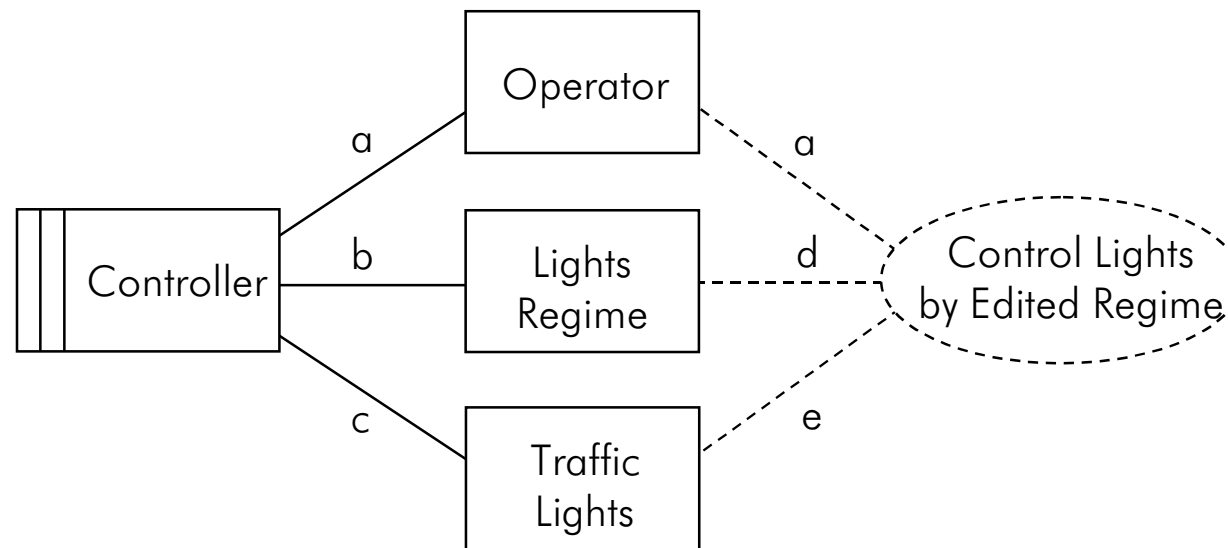 Operator
a
a
Controller
b
Lights
Regime
d
Control Lights
by Edited Regime
c
Traffic
Lights
e